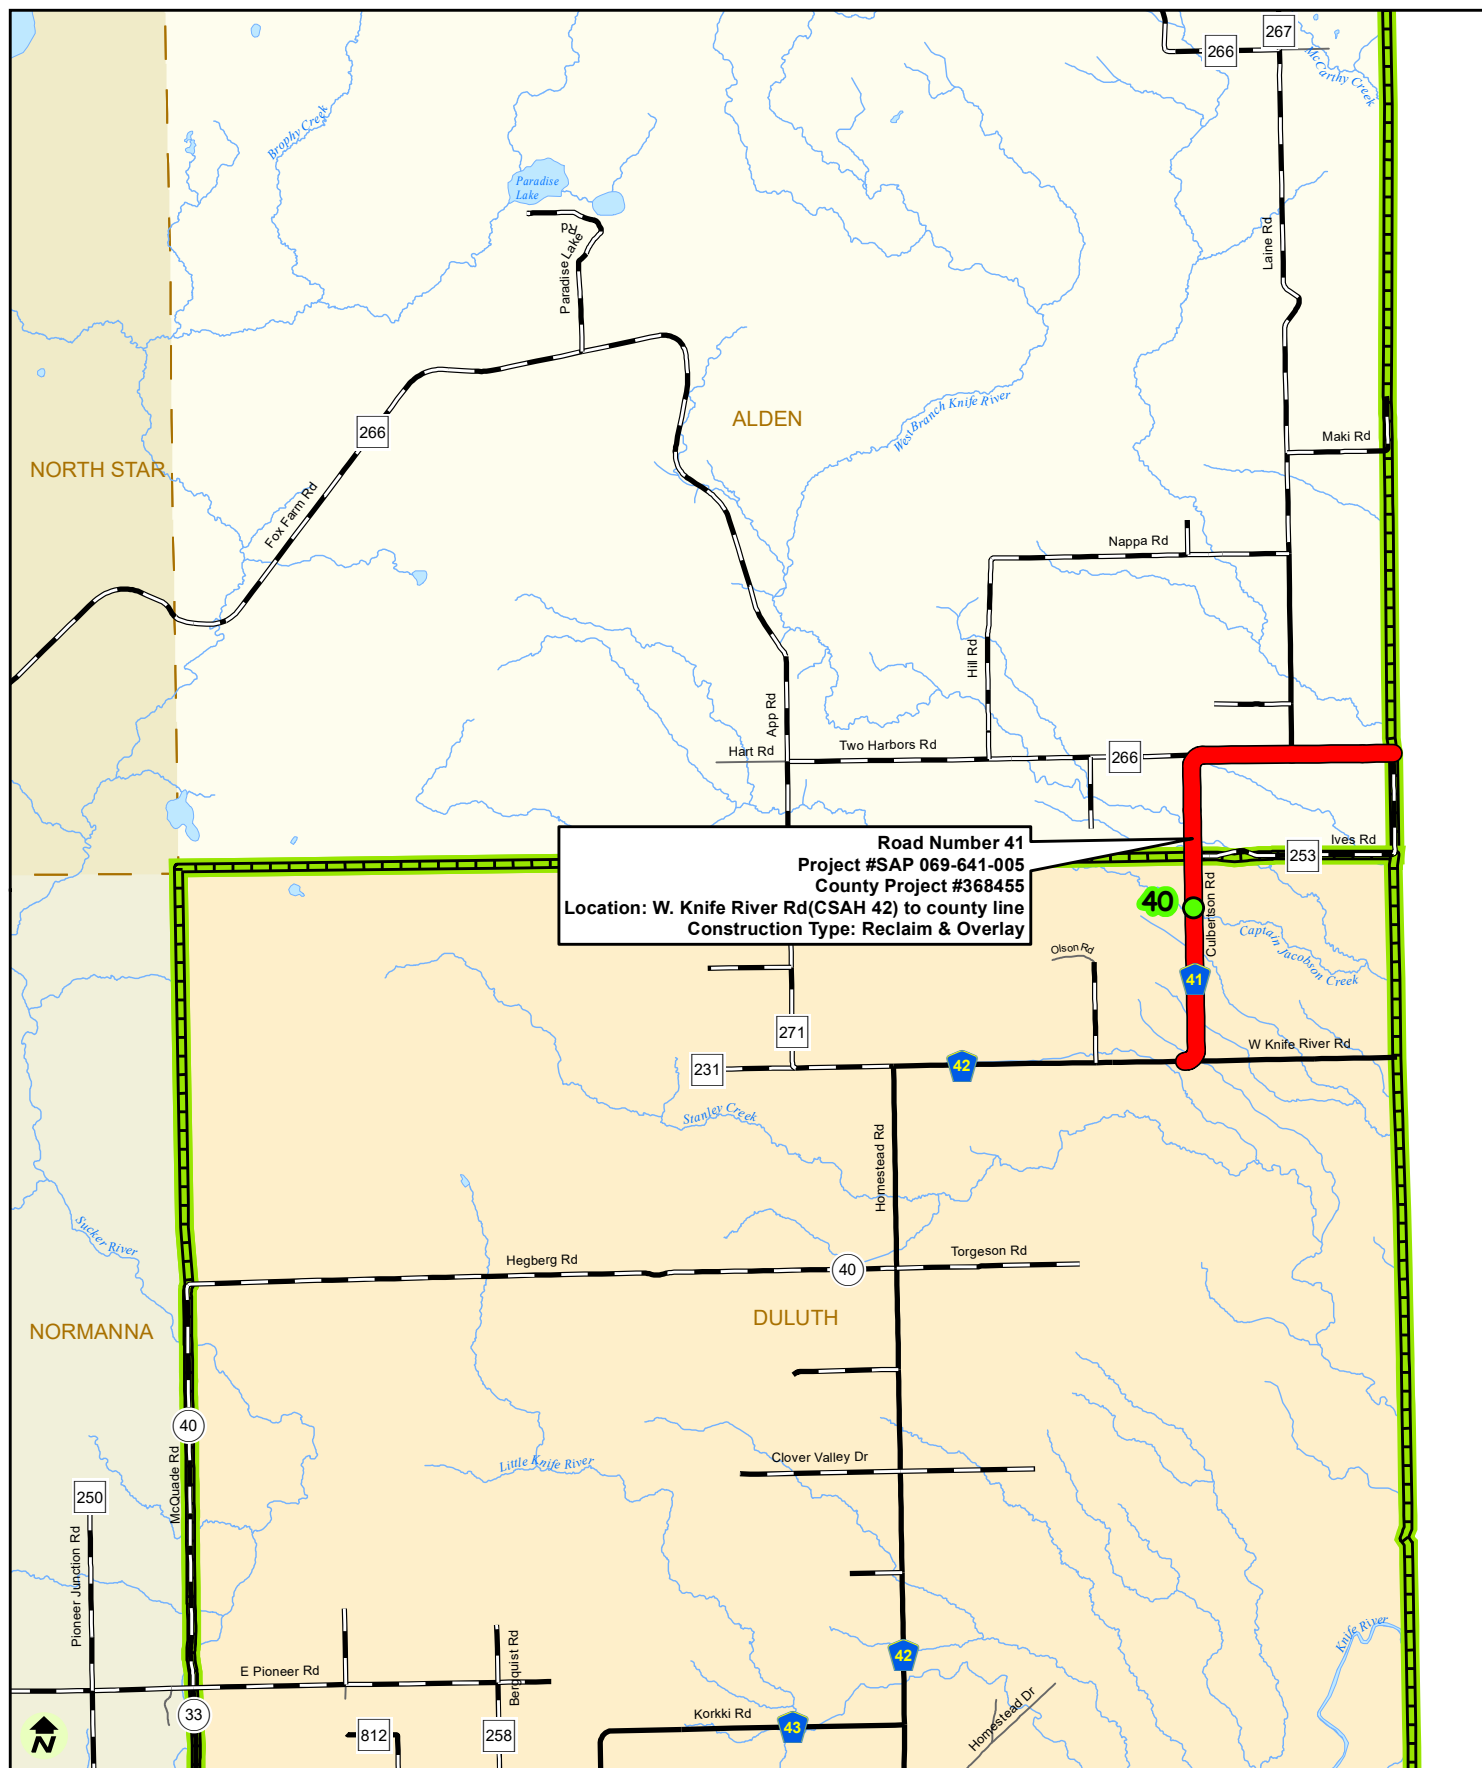 267
266
McCarthy Creek
Brophy Creek
Paradise
Lake
Paradise Lake Rd
Laine Rd
West Branch Knife River
ALDEN
266
Maki Rd
NORTH STAR
Fox Farm Rd
Nappa Rd
Hill Rd
App Rd
Hart Rd
Two Harbors Rd
266
Road Number 41
Project #SAP 069-641-005
County Project #368455
Location: W. Knife River Rd(CSAH 42) to county line
Construction Type: Reclaim & Overlay
Ives Rd
253
40
Culbertson Rd
Captain Jacobson Creek
Olson Rd
41
271
W Knife River Rd
231
42
Stanley Creek
Homestead Rd
Sucker River
Hegberg Rd
Torgeson Rd
40
NORMANNA
DULUTH
40
McQuade Rd
Clover Valley Dr
Little Knife River
250
Pioneer Junction Rd
Knife River
42
E Pioneer Rd
Bergquist Rd
33
Korkki Rd
43
Homestead Dr
812
258
N